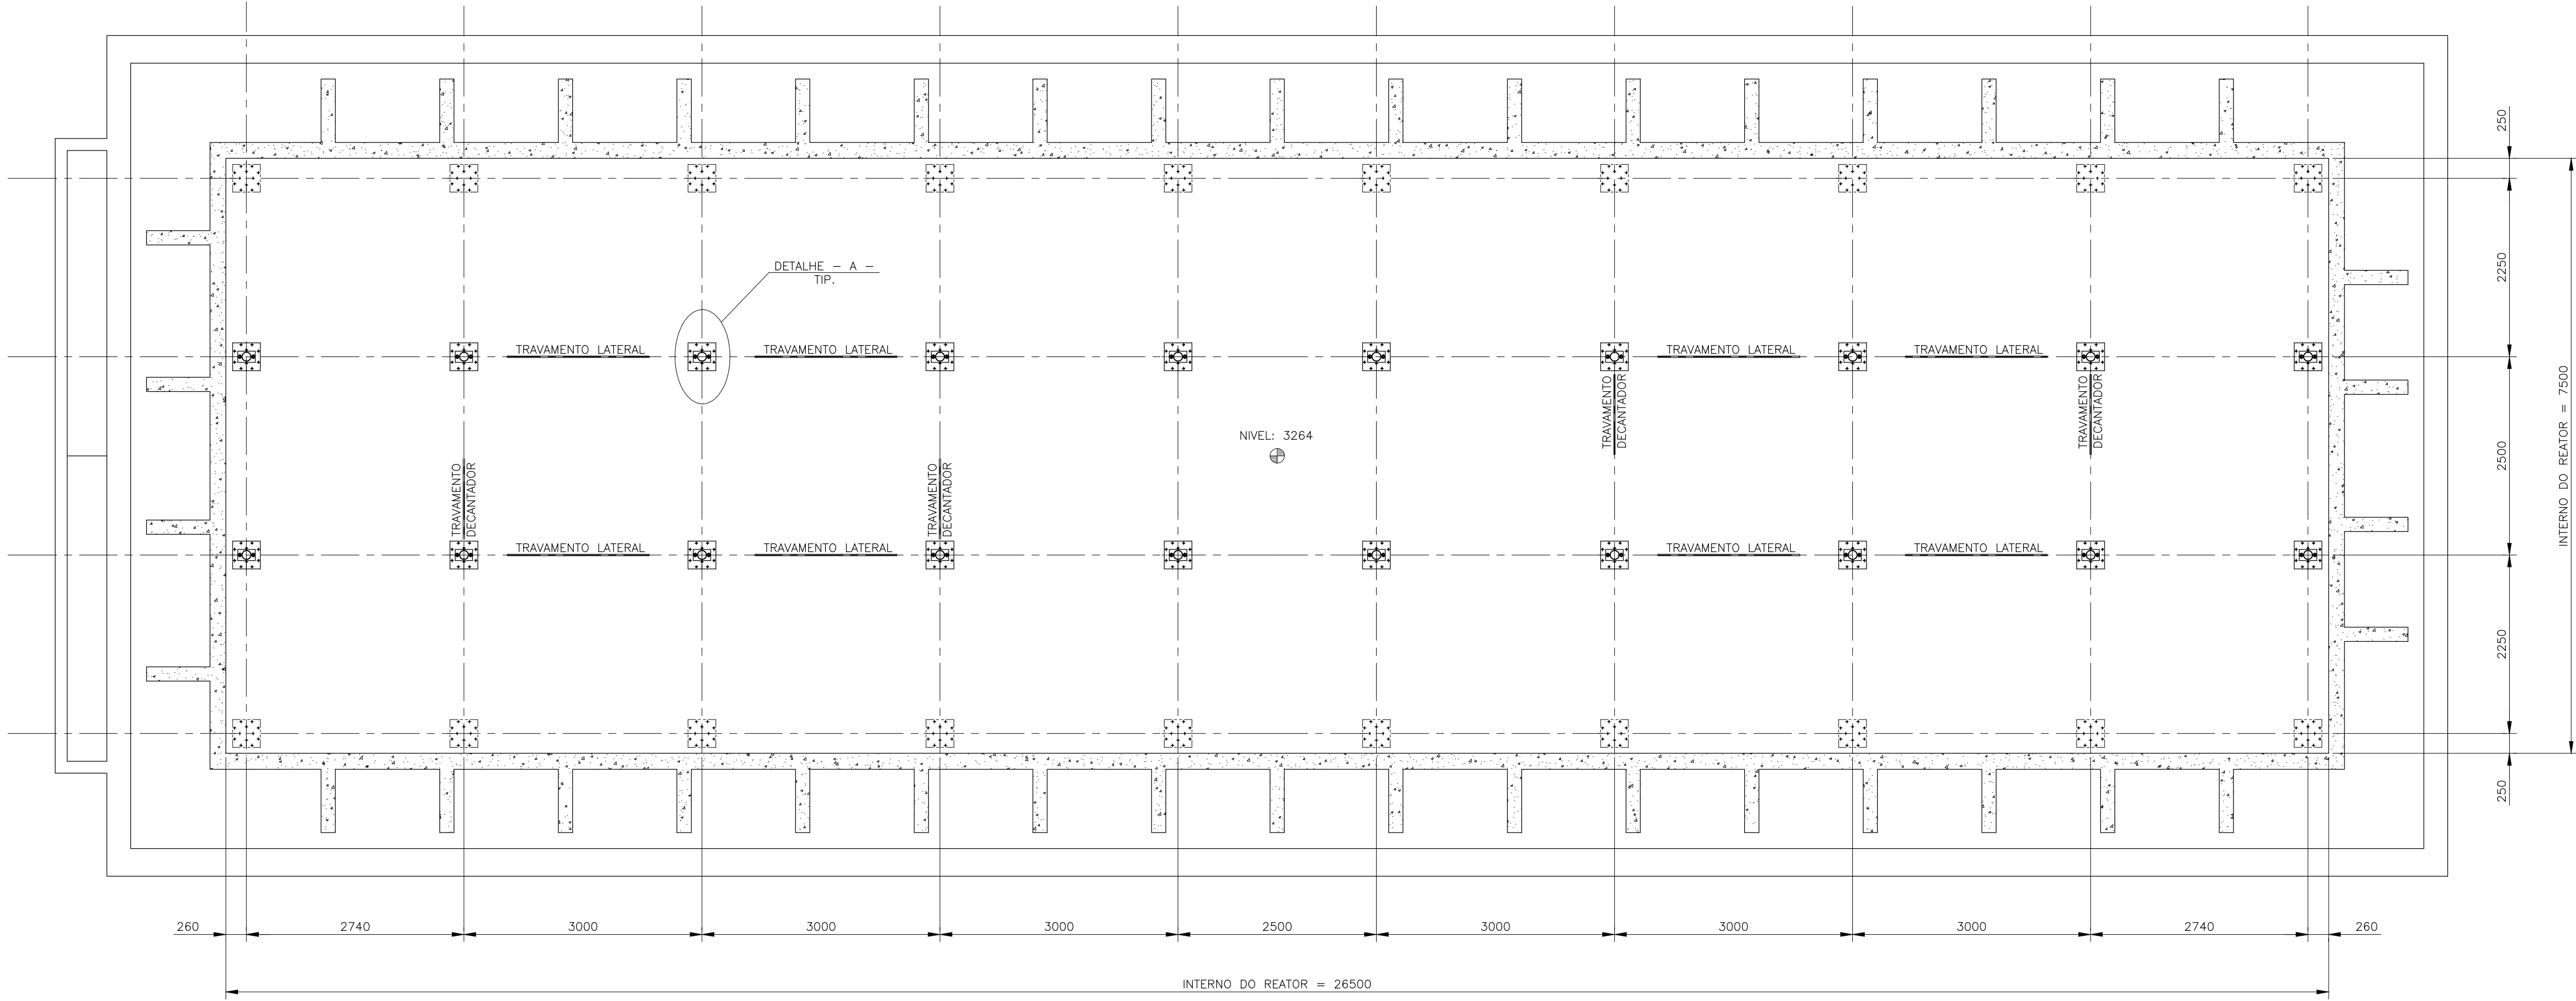 250
DETALHE - A -
TIP.
2250
TRAVAMENTO LATERAL
TRAVAMENTO LATERAL
TRAVAMENTO LATERAL
TRAVAMENTO LATERAL
TRAVAMENTO
DECANTADOR
TRAVAMENTO
DECANTADOR
NIVEL: 3264
2500
INTERNO DO REATOR = 7500
TRAVAMENTO
DECANTADOR
TRAVAMENTO
DECANTADOR
TRAVAMENTO LATERAL
TRAVAMENTO LATERAL
TRAVAMENTO LATERAL
TRAVAMENTO LATERAL
2250
250
260
2740
3000
3000
3000
2500
3000
3000
3000
2740
260
INTERNO DO REATOR = 26500